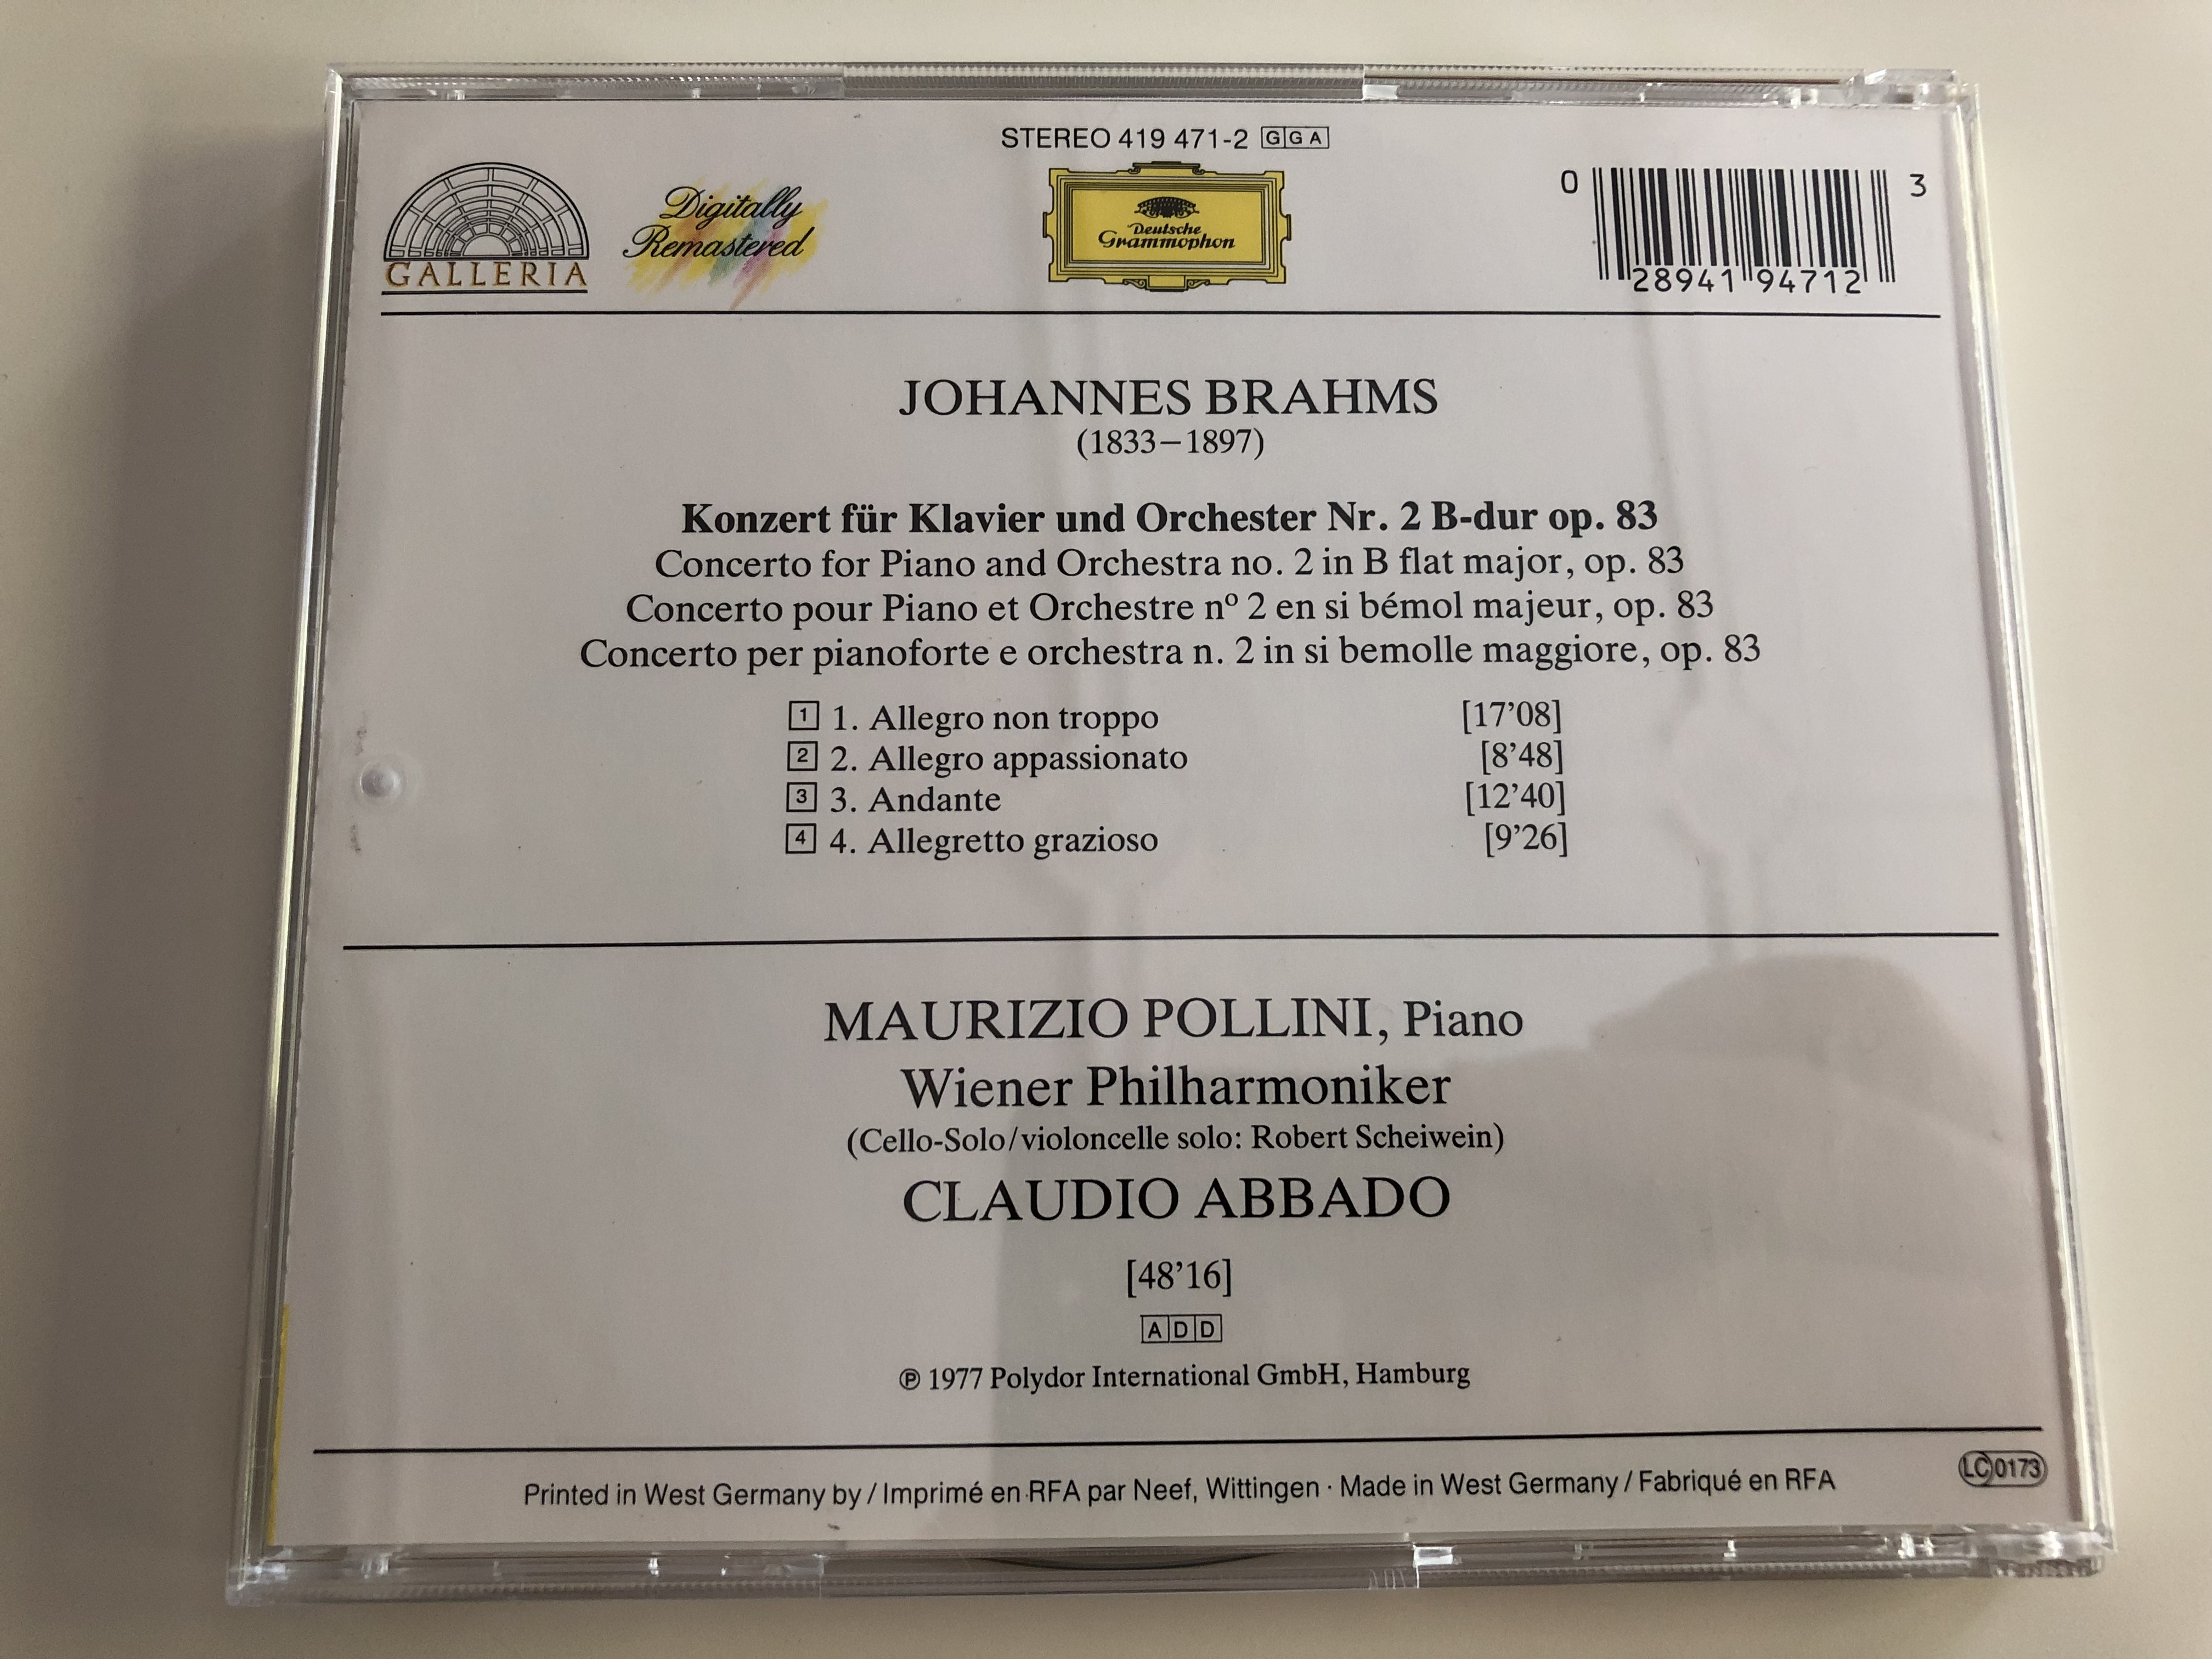 STEREO 419 471-2 GGA
GALLERIA
Digitally
Remastered
Deutsche
Grammophon
0 28941 94712 3
JOHANNES BRAHMS
(1833–1897)
Konzert für Klavier und Orchester Nr. 2 B-dur op. 83
Concerto for Piano and Orchestra no. 2 in B flat major, op. 83
Concerto pour Piano et Orchestre nº 2 en si bémol majeur, op. 83
Concerto per pianoforte e orchestra n. 2 in si bemolle maggiore, op. 83
1 1. Allegro non troppo [17’08]
2 2. Allegro appassionato [8’48]
3 3. Andante [12’40]
4 4. Allegretto grazioso [9’26]
MAURIZIO POLLINI, Piano
Wiener Philharmoniker
(Cello-Solo/violoncelle solo: Robert Scheiwein)
CLAUDIO ABBADO
[48’16]
ADD
℗ 1977 Polydor International GmbH, Hamburg
Printed in West Germany by / Imprimé en RFA par Neef, Wittingen · Made in West Germany / Fabriqué en RFA
LC 0173